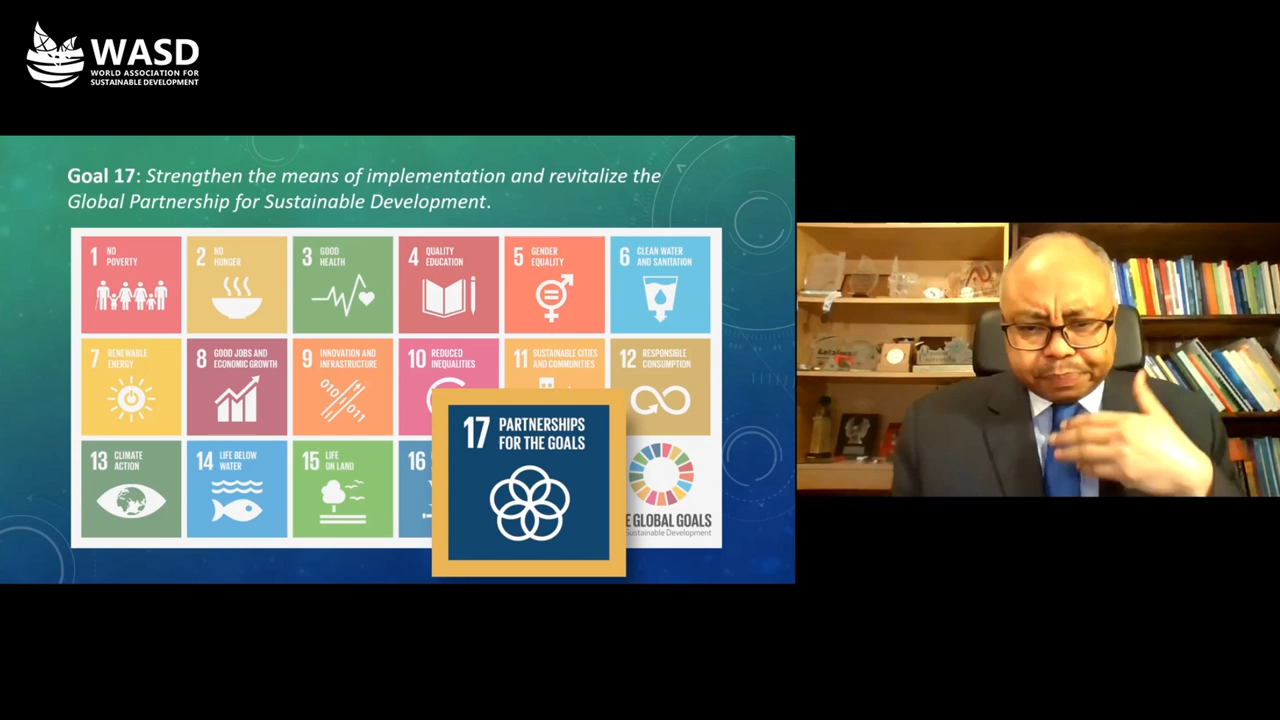 WASD
WORLD ASSOCIATION FOR
SUSTAINABLE DEVELOPMENT
Goal 17: Strengthen the means of implementation and revitalize the
Global Partnership for Sustainable Development.
1 NO
POVERTY
2 NO
HUNGER
3 GOOD
HEALTH
4 QUALITY
EDUCATION
5 GENDER
EQUALITY
6 CLEAN WATER
AND SANITATION
7 RENEWABLE
ENERGY
8 GOOD JOBS AND
ECONOMIC GROWTH
9 INNOVATION AND
INFRASTRUCTURE
010
011
10 REDUCED
INEQUALITIES
11 SUSTAINABLE CITIES
AND COMMUNITIES
12 RESPONSIBLE
CONSUMPTION
13 CLIMATE
ACTION
14 LIFE BELOW
WATER
15 LIFE
ON LAND
16
17 PARTNERSHIPS
FOR THE GOALS
E GLOBAL GOALS
Sustainable Development